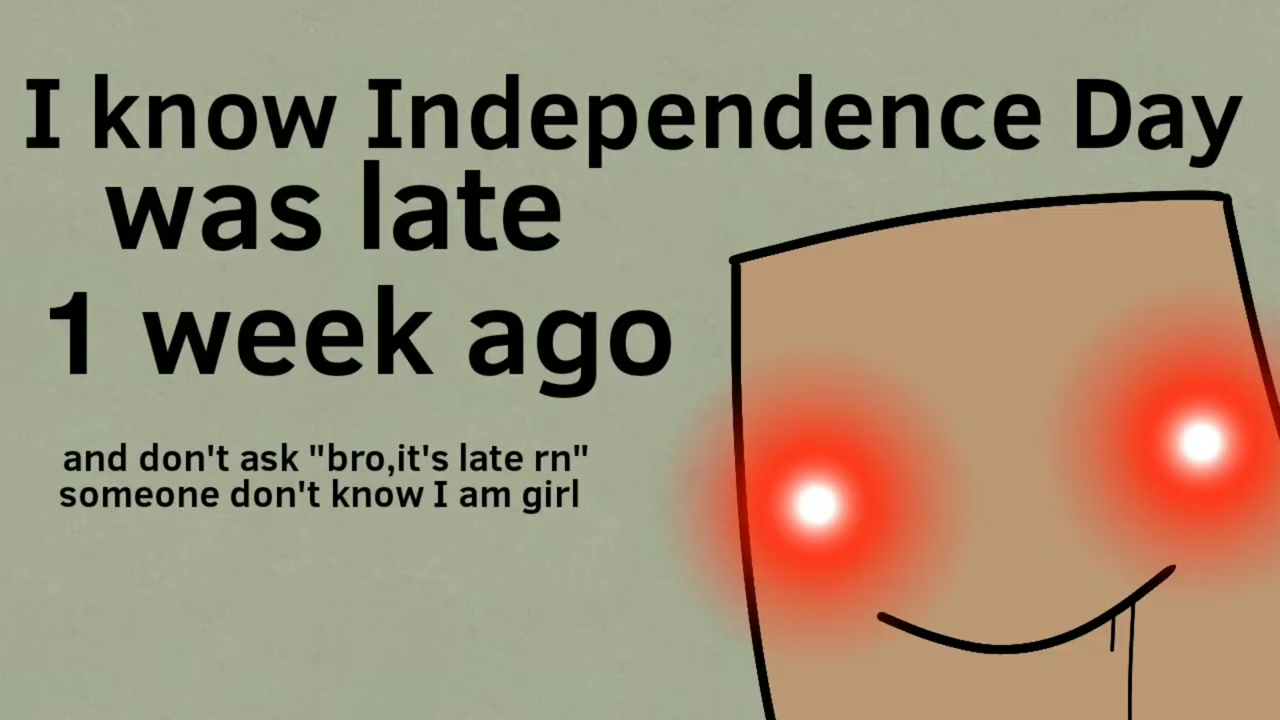 I know Independence Day
was late
1 week ago
and don't ask "bro,it's late rn"
someone don't know I am girl